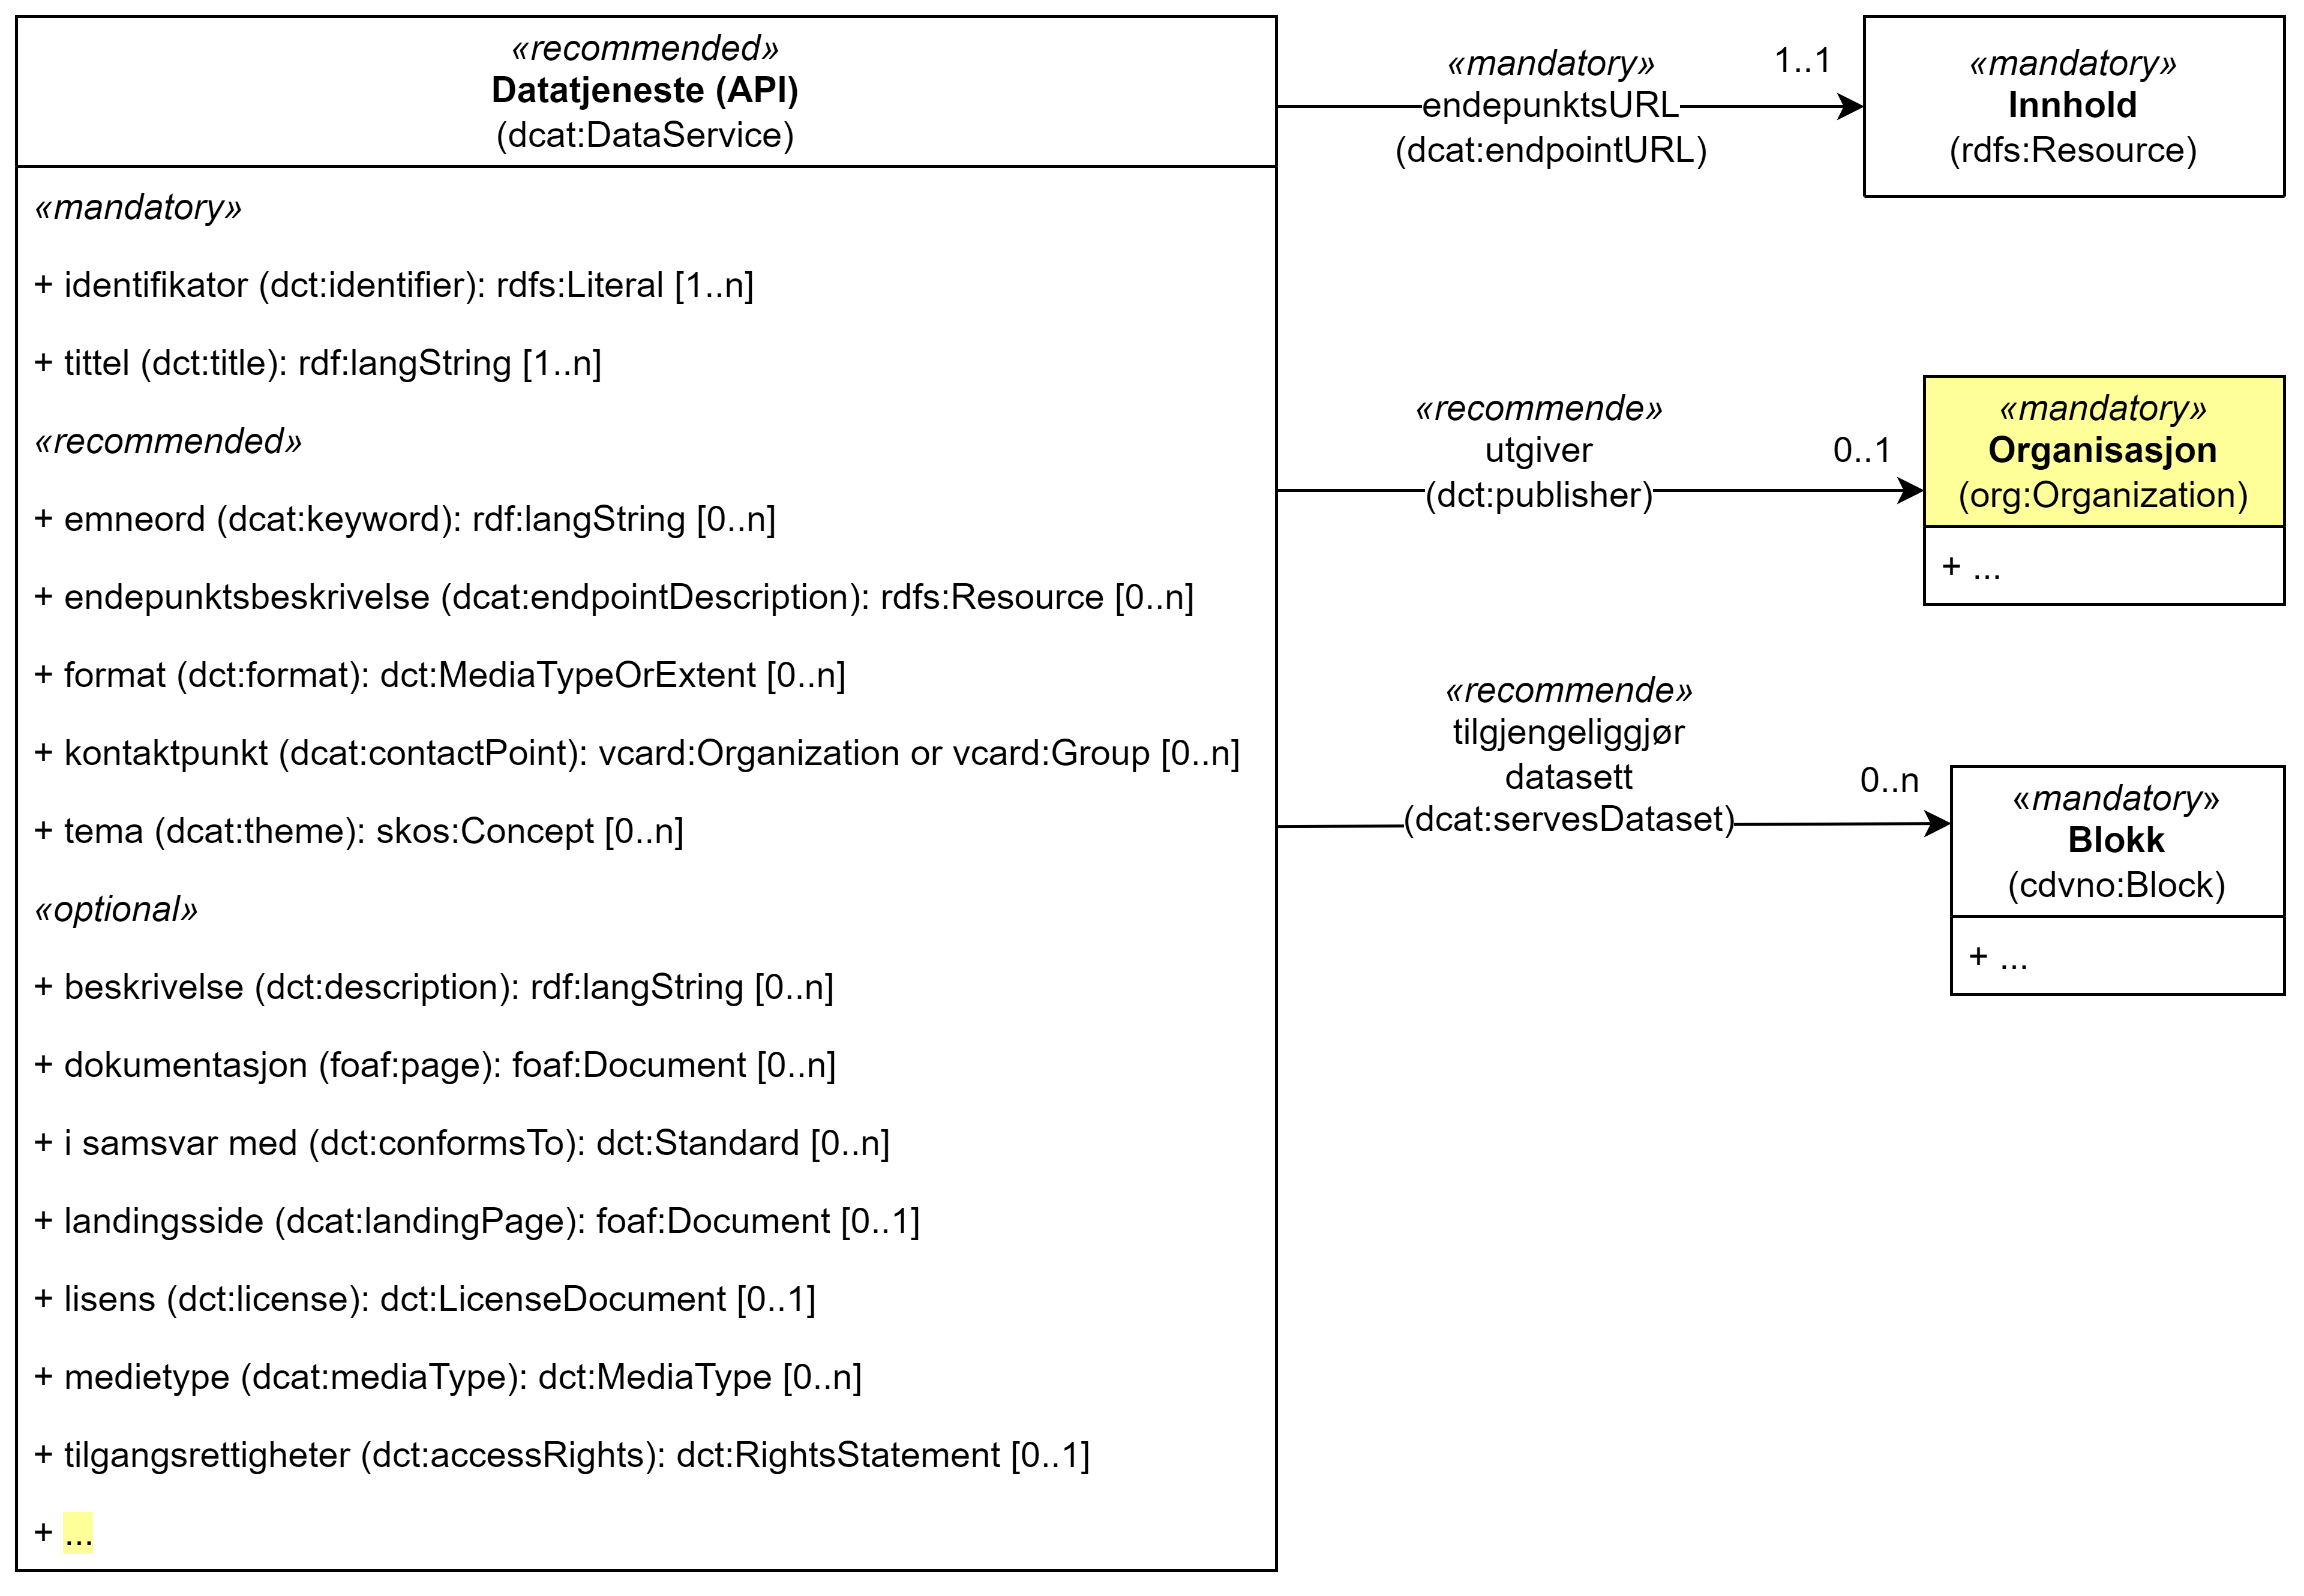 «recommended»
Datatjeneste (API)
(dcat:DataService)
«mandatory»
+ identifikator (dct:identifier): rdfs:Literal [1..n]
+ tittel (dct:title): rdf:langString [1..n]
«recommended»
+ emneord (dcat:keyword): rdf:langString [0..n]
+ endepunktsbeskrivelse (dcat:endpointDescription): rdfs:Resource [0..n]
+ format (dct:format): dct:MediaTypeOrExtent [0..n]
+ kontaktpunkt (dcat:contactPoint): vcard:Organization or vcard:Group [0..n]
+ tema (dcat:theme): skos:Concept [0..n]
«optional»
+ beskrivelse (dct:description): rdf:langString [0..n]
+ dokumentasjon (foaf:page): foaf:Document [0..n]
+ i samsvar med (dct:conformsTo): dct:Standard [0..n]
+ landingsside (dcat:landingPage): foaf:Document [0..1]
+ lisens (dct:license): dct:LicenseDocument [0..1]
+ medietype (dcat:mediaType): dct:MediaType [0..n]
+ tilgangsrettigheter (dct:accessRights): dct:RightsStatement [0..1]
+ ...
«mandatory»
endepunktsURL
(dcat:endpointURL)
1..1
«mandatory»
Innhold
(rdfs:Resource)
«recommende»
utgiver
(dct:publisher)
0..1
«mandatory»
Organisasjon
(org:Organization)
+ ...
«recommende»
tilgjengeliggjør
datasett
(dcat:servesDataset)
0..n
«mandatory»
Blokk
(cdvno:Block)
+ ...